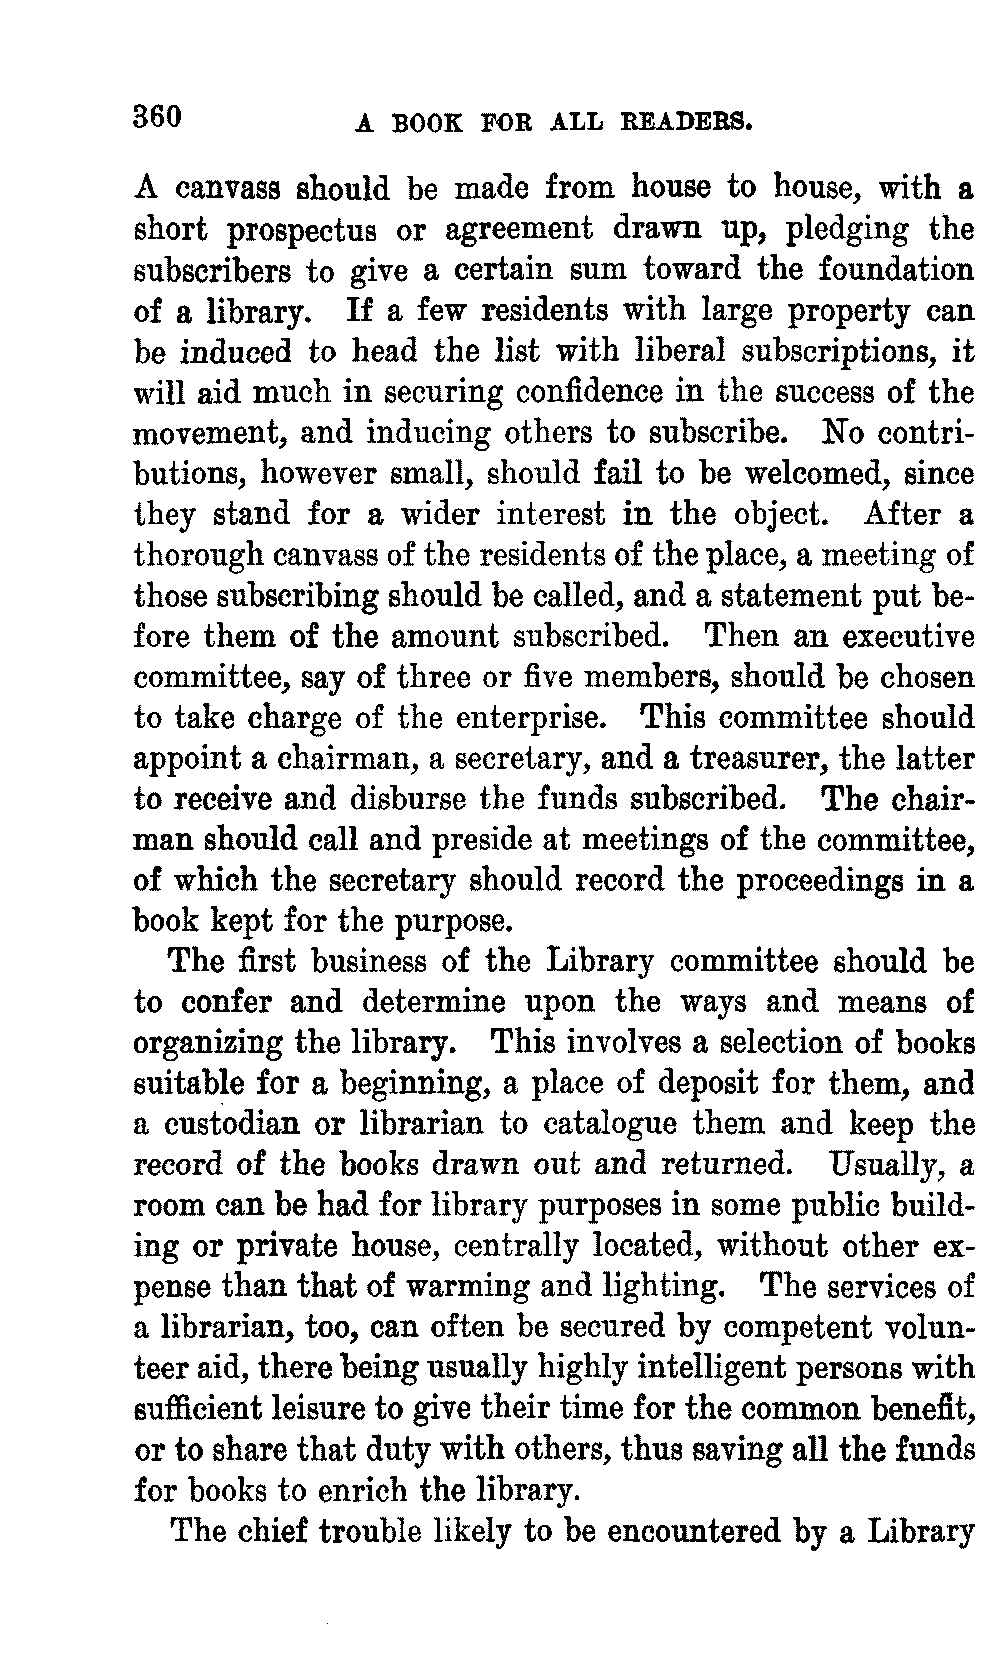 360 A BOOK FOR ALL READERS.
A canvass should be made from house to house, with a
short prospectus or agreement drawn up, pledging the
subscribers to give a certain sum toward the foundation
of a library. If a few residents with large property can
be induced to head the list with liberal subscriptions, it
will aid much in securing confidence in the success of the
movement, and inducing others to subscribe. No contri-
butions, however small, should fail to be welcomed, since
they stand for a wider interest in the object. After a
thorough canvass of the residents of the place, a meeting of
those subscribing should be called, and a statement put be-
fore them of the amount subscribed. Then an executive
committee, say of three or five members, should be chosen
to take charge of the enterprise. This committee should
appoint a chairman, a secretary, and a treasurer, the latter
to receive and disburse the funds subscribed. The chair-
man should call and preside at meetings of the committee,
of which the secretary should record the proceedings in a
book kept for the purpose.
The first business of the Library committee should be
to confer and determine upon the ways and means of
organizing the library. This involves a selection of books
suitable for a beginning, a place of deposit for them, and
a custodian or librarian to catalogue them and keep the
record of the books drawn out and returned. Usually, a
room can be had for library purposes in some public build-
ing or private house, centrally located, without other ex-
pense than that of warming and lighting. The services of
a librarian, too, can often be secured by competent volun-
teer aid, there being usually highly intelligent persons with
sufficient leisure to give their time for the common benefit,
or to share that duty with others, thus saving all the funds
for books to enrich the library.
The chief trouble likely to be encountered by a Library